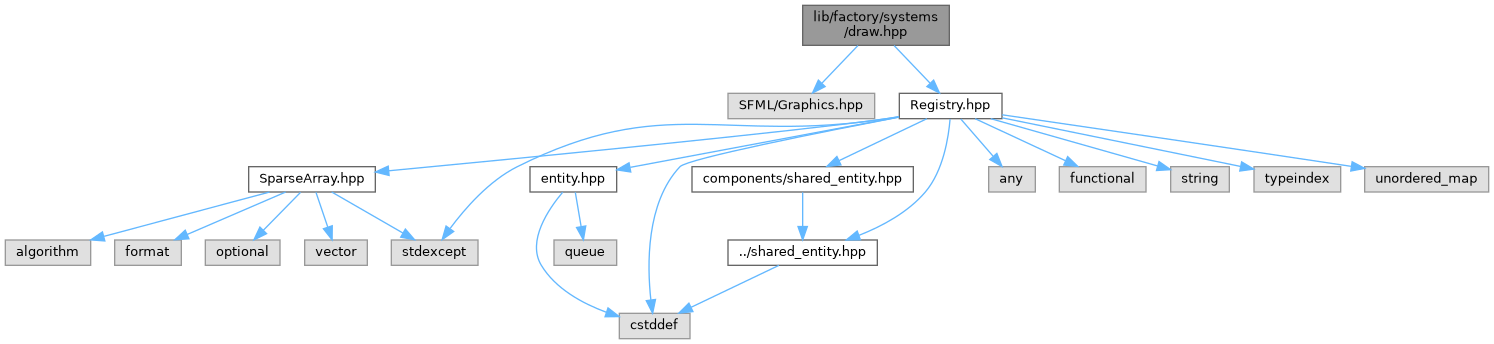 lib/factory/systems
/draw.hpp
SFML/Graphics.hpp
Registry.hpp
SparseArray.hpp
entity.hpp
components/shared_entity.hpp
any
functional
string
typeindex
unordered_map
algorithm
format
optional
vector
stdexcept
queue
../shared_entity.hpp
cstddef